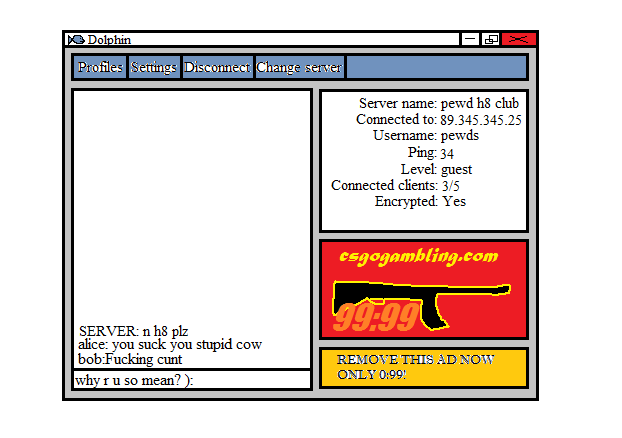 Dolphin
Profiles Settings Disconnect Change server
Server name: pewd h8 club
Connected to: 89.345.345.25
Username: pewds
Ping: 34
Level: guest
Connected clients: 3/5
Encrypted: Yes
csgogambling.com
99:99
REMOVE THIS AD NOW
ONLY 0:99!
SERVER: n h8 plz
alice: you suck you stupid cow
bob:Fucking cunt
why r u so mean? ):